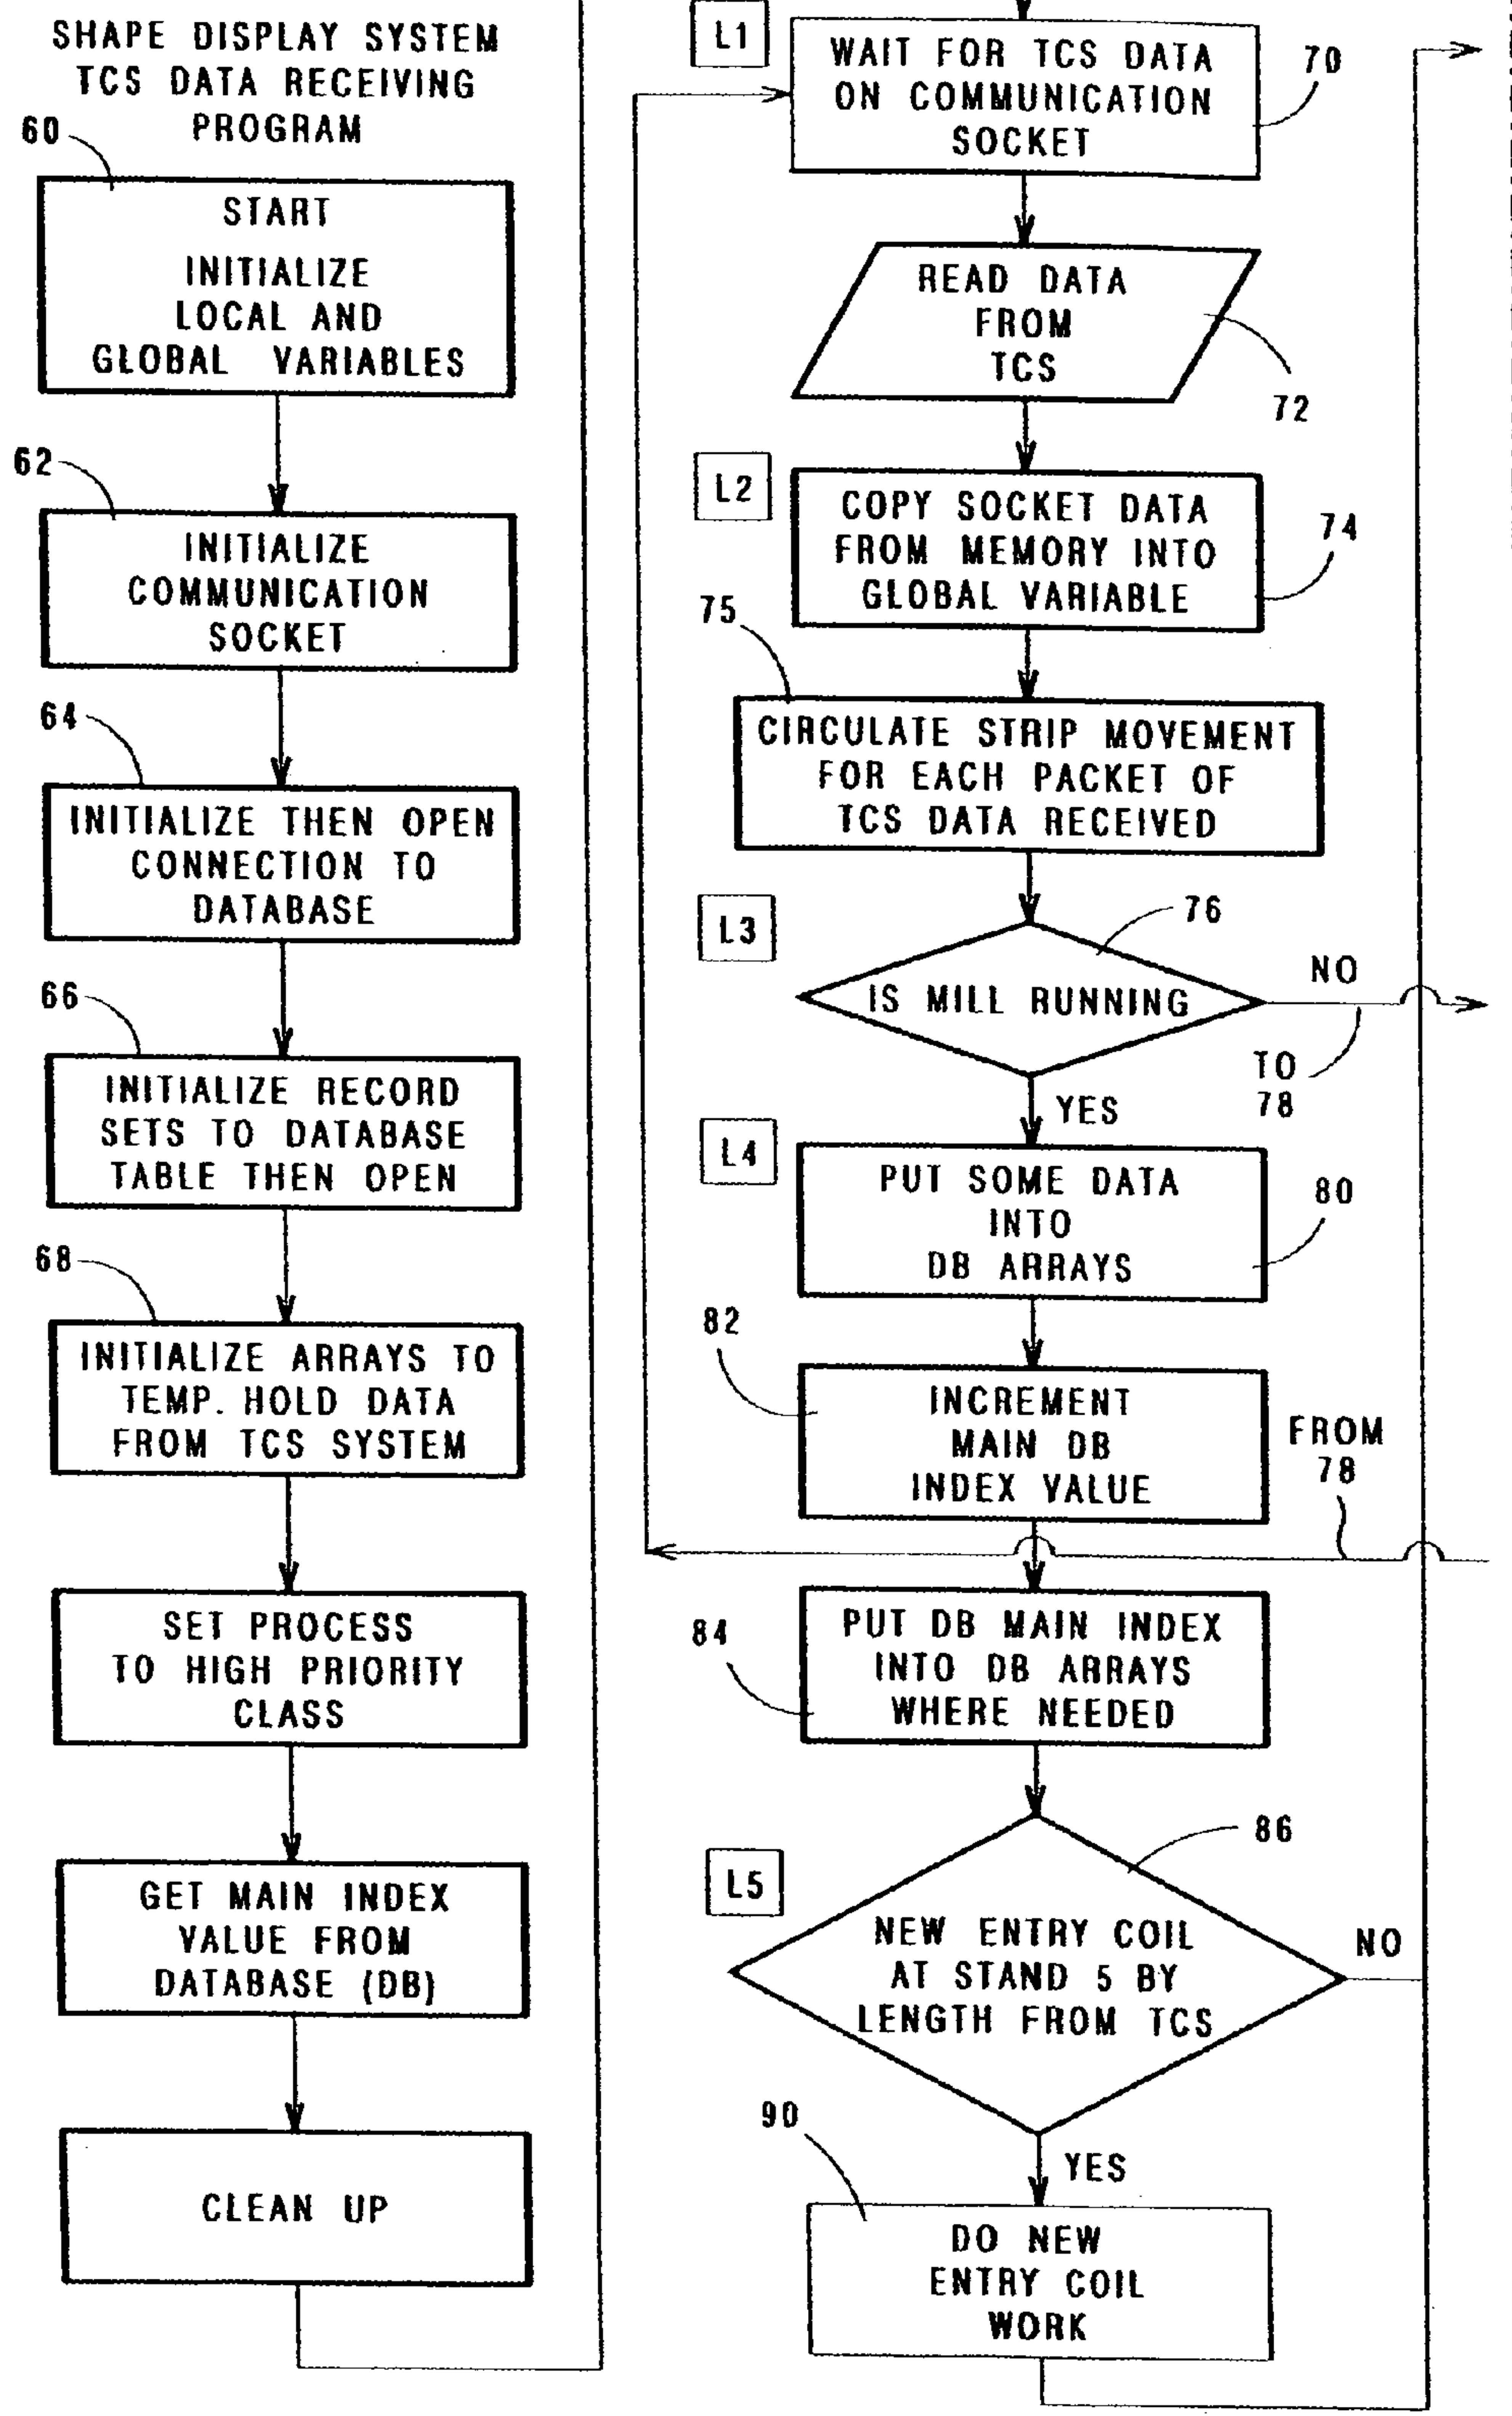 SHAPE DISPLAY SYSTEM
TCS DATA RECEIVING
PROGRAM
60
START
INITIALIZE
LOCAL AND
GLOBAL VARIABLES
62
INITIALIZE
COMMUNICATION
SOCKET
64
INITIALIZE THEN OPEN
CONNECTION TO
DATABASE
66
INITIALIZE RECORD
SETS TO DATABASE
TABLE THEN OPEN
68
INITIALIZE ARRAYS TO
TEMP. HOLD DATA
FROM TCS SYSTEM
SET PROCESS
TO HIGH PRIORITY
CLASS
GET MAIN INDEX
VALUE FROM
DATABASE (DB)
CLEAN UP
L1
WAIT FOR TCS DATA
ON COMMUNICATION
SOCKET
70
READ DATA
FROM
TCS
72
L2
COPY SOCKET DATA
FROM MEMORY INTO
GLOBAL VARIABLE
74
75
CIRCULATE STRIP MOVEMENT
FOR EACH PACKET OF
TCS DATA RECEIVED
L3
76
IS MILL RUNNING
NO
TO
78
YES
L4
PUT SOME DATA
INTO
DB ARRAYS
80
82
INCREMENT
MAIN DB
INDEX VALUE
FROM
78
84
PUT DB MAIN INDEX
INTO DB ARRAYS
WHERE NEEDED
86
L5
NEW ENTRY COIL
AT STAND 5 BY
LENGTH FROM TCS
NO
90
YES
DO NEW
ENTRY COIL
WORK